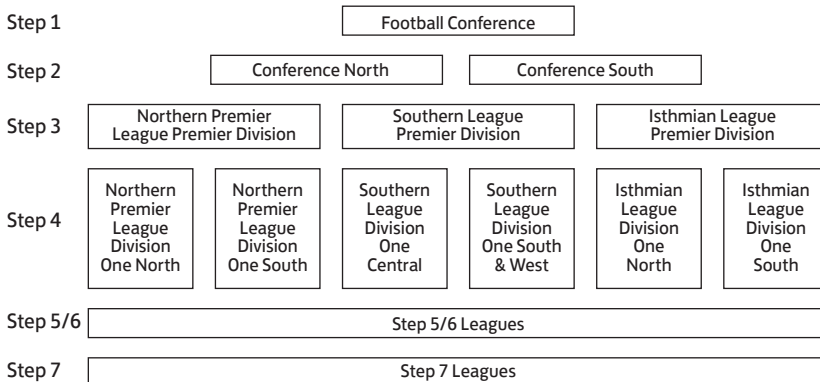 Step 1
Football Conference
Step 2
Conference North
Conference South
Step 3
Northern Premier
League Premier Division
Southern League
Premier Division
Isthmian League
Premier Division
Step 4
Northern
Premier
League
Division
One North
Northern
Premier
League
Division
One South
Southern
League
Division
One
Central
Southern
League
Division
One South
& West
Isthmian
League
Division
One
North
Isthmian
League
Division
One
South
Step 5/6
Step 5/6 Leagues
Step 7
Step 7 Leagues